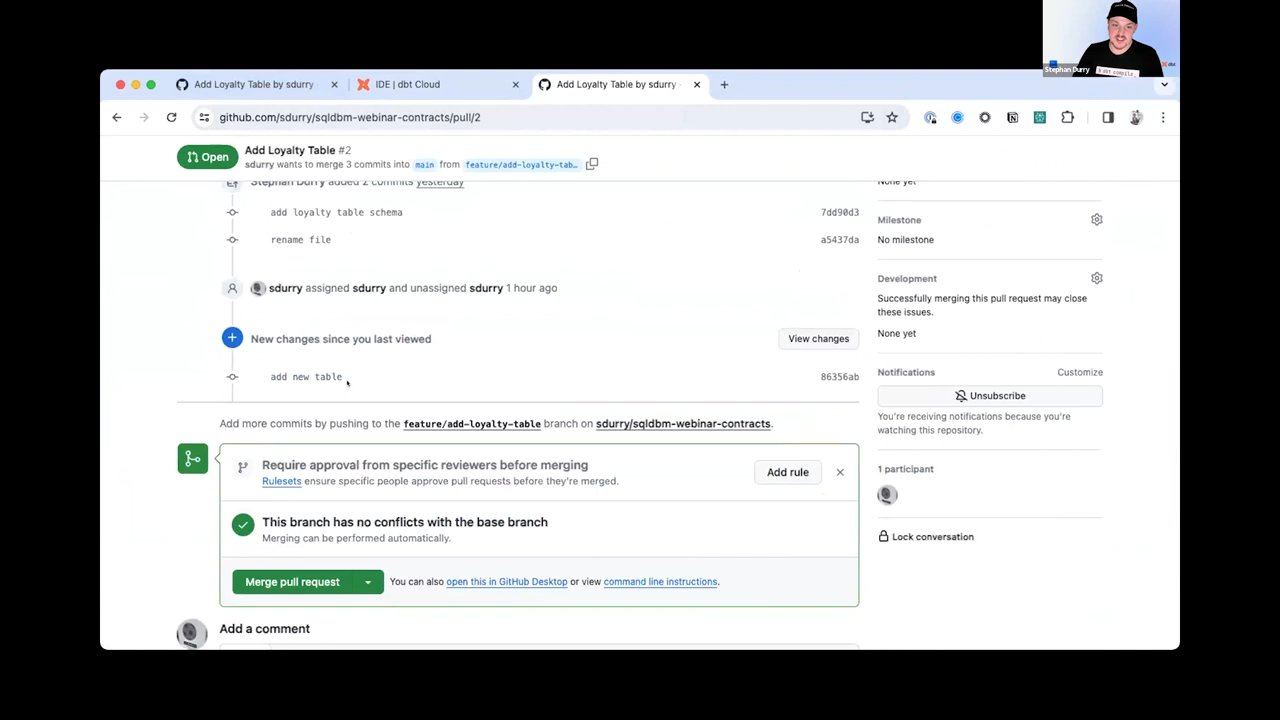 Stephan Durry
Add Loyalty Table by sdurry
IDE | dbt Cloud
Add Loyalty Table by sdurry
github.com/sdurry/sqldbm-webinar-contracts/pull/2
Open
Add Loyalty Table #2
sdurry wants to merge 3 commits into main from feature/add-loyalty-tab...
Stephan Durry added 2 commits yesterday
add loyalty table schema 7dd90d3
rename file a5437da
sdurry assigned sdurry and unassigned sdurry 1 hour ago
New changes since you last viewed
View changes
add new table 86356ab
Add more commits by pushing to the feature/add-loyalty-table branch on sdurry/sqldbm-webinar-contracts.
Require approval from specific reviewers before merging
Rulesets ensure specific people approve pull requests before they're merged.
Add rule
This branch has no conflicts with the base branch
Merging can be performed automatically.
Merge pull request
You can also open this in GitHub Desktop or view command line instructions.
Add a comment
None yet
Milestone
No milestone
Development
Successfully merging this pull request may close
these issues.
None yet
Notifications Customize
Unsubscribe
You're receiving notifications because you're
watching this repository.
1 participant
Lock conversation